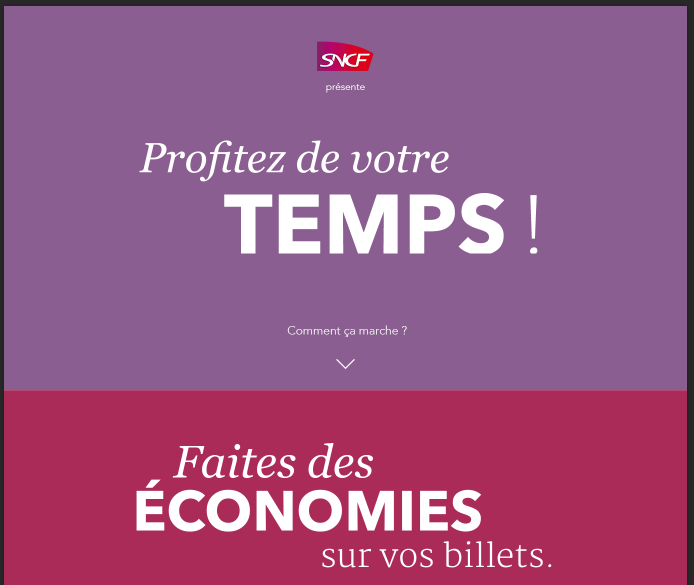 SNCF
présente
Profitez de votre
TEMPS !
Comment ça marche ?
Faites des
ÉCONOMIES
sur vos billets.